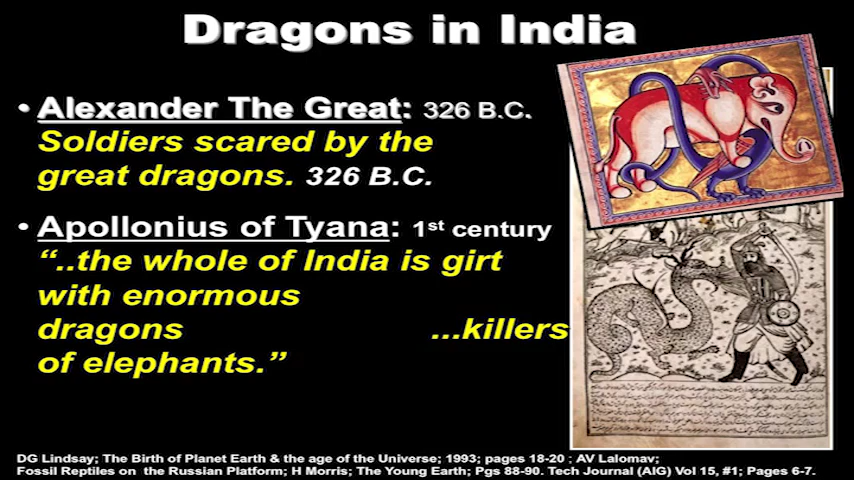 Dragons in India
• Alexander The Great: 326 B.C.
Soldiers scared by the
great dragons. 326 B.C.
• Apollonius of Tyana: 1st century
“..the whole of India is girt
with enormous
dragons ...killers
of elephants.”
DG Lindsay; The Birth of Planet Earth & the age of the Universe; 1993; pages 18-20 ; AV Lalomav;
Fossil Reptiles on the Russian Platform; H Morris; The Young Earth; Pgs 88-90. Tech Journal (AIG) Vol 15, #1; Pages 6-7.